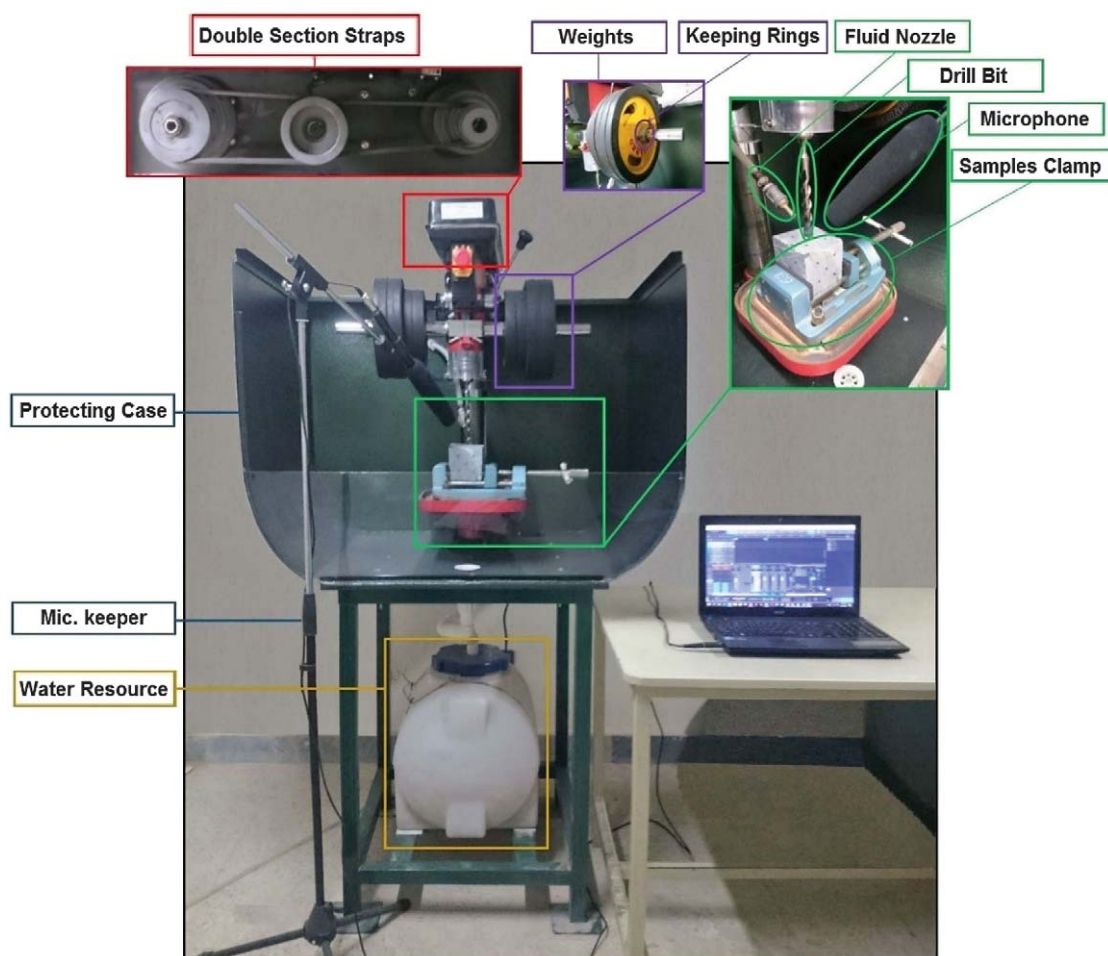 Double Section Straps
Weights
Keeping Rings
Fluid Nozzle
Drill Bit
Microphone
Samples Clamp
Protecting Case
Mic. keeper
Water Resource